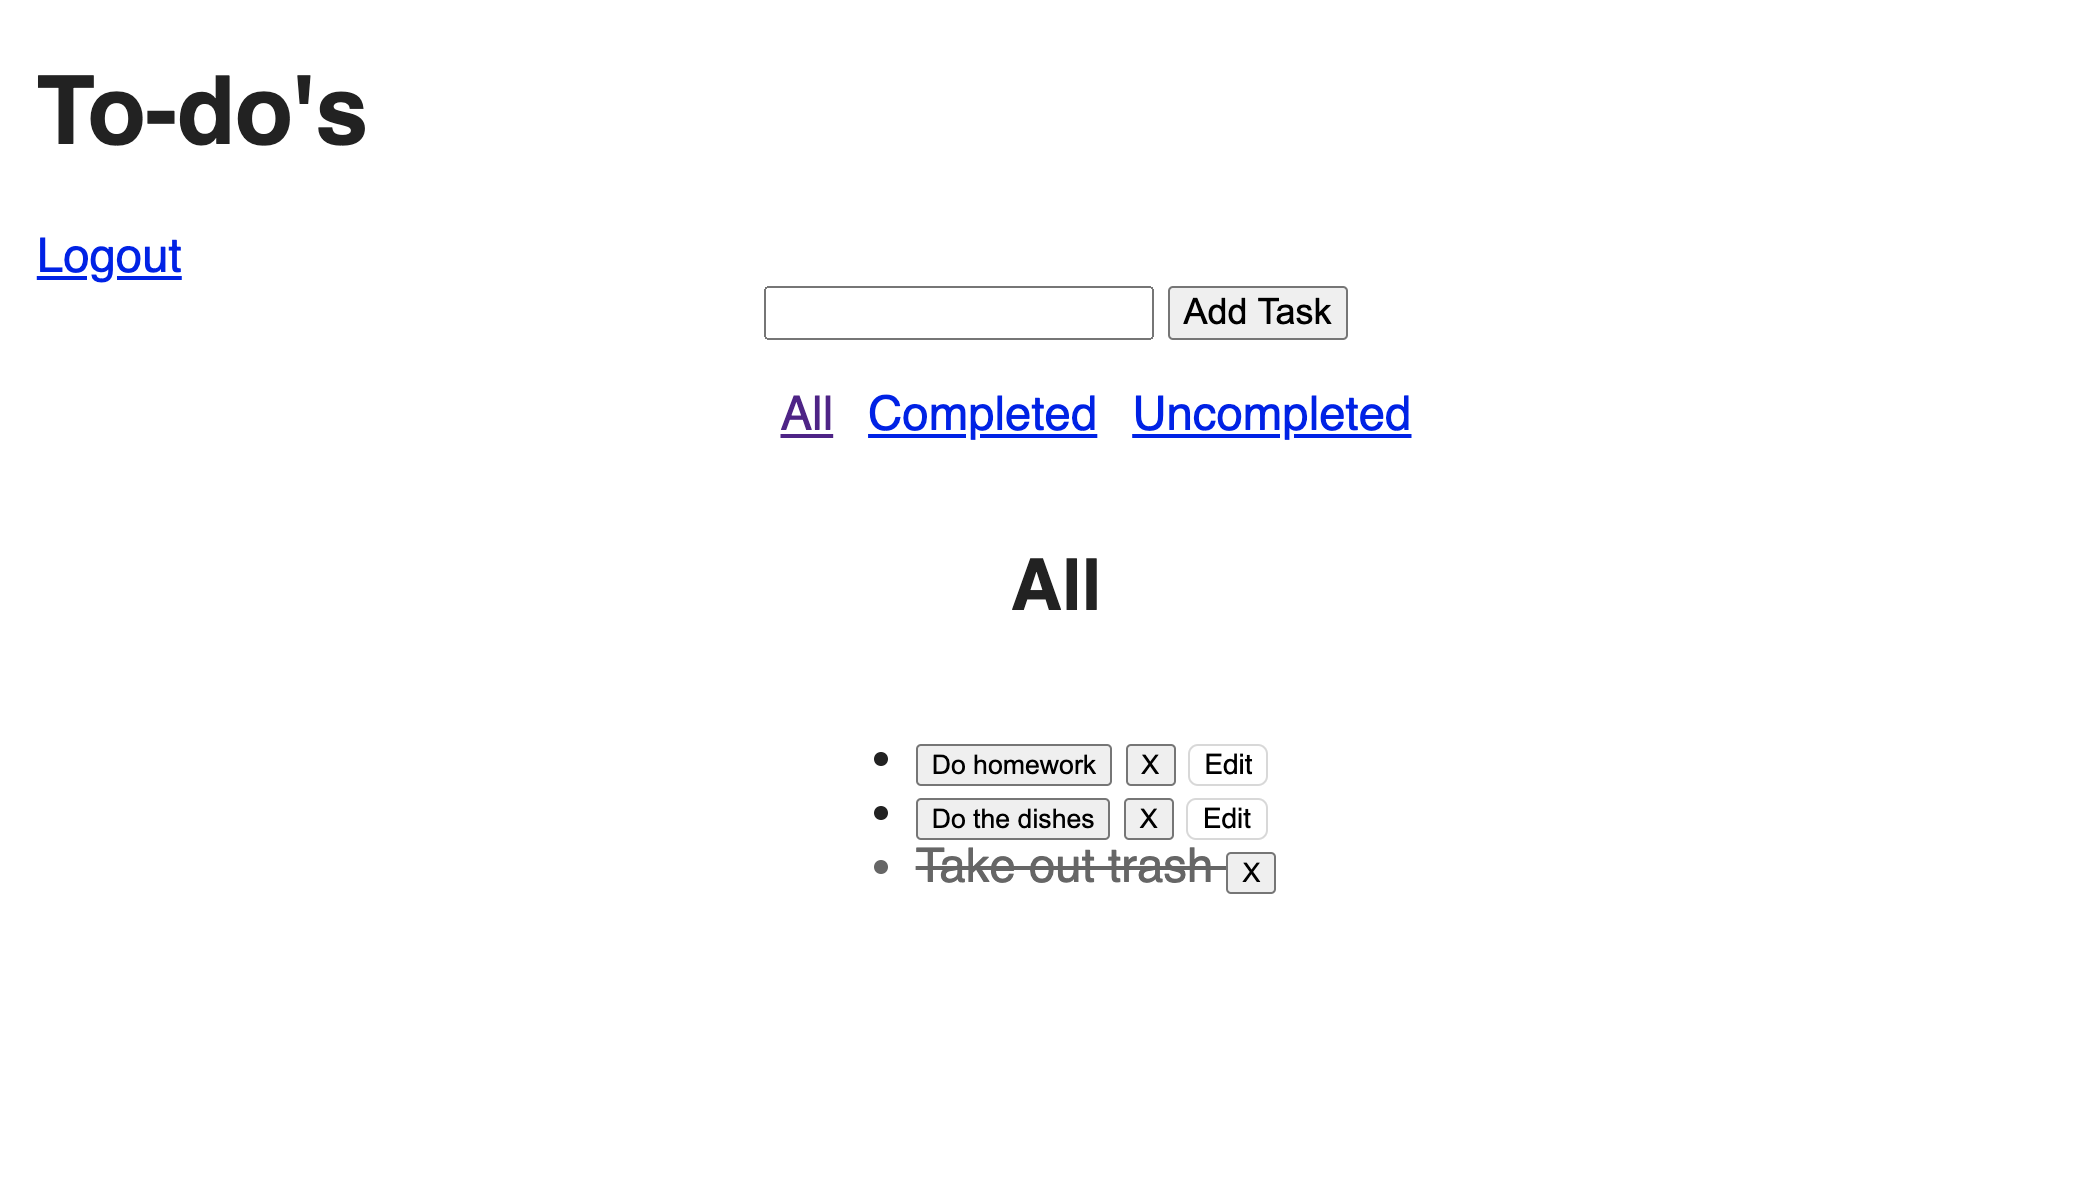 To-do's
Logout
Add Task
All Completed Uncompleted
All
Do homework X Edit
Do the dishes X Edit
Take out trash X